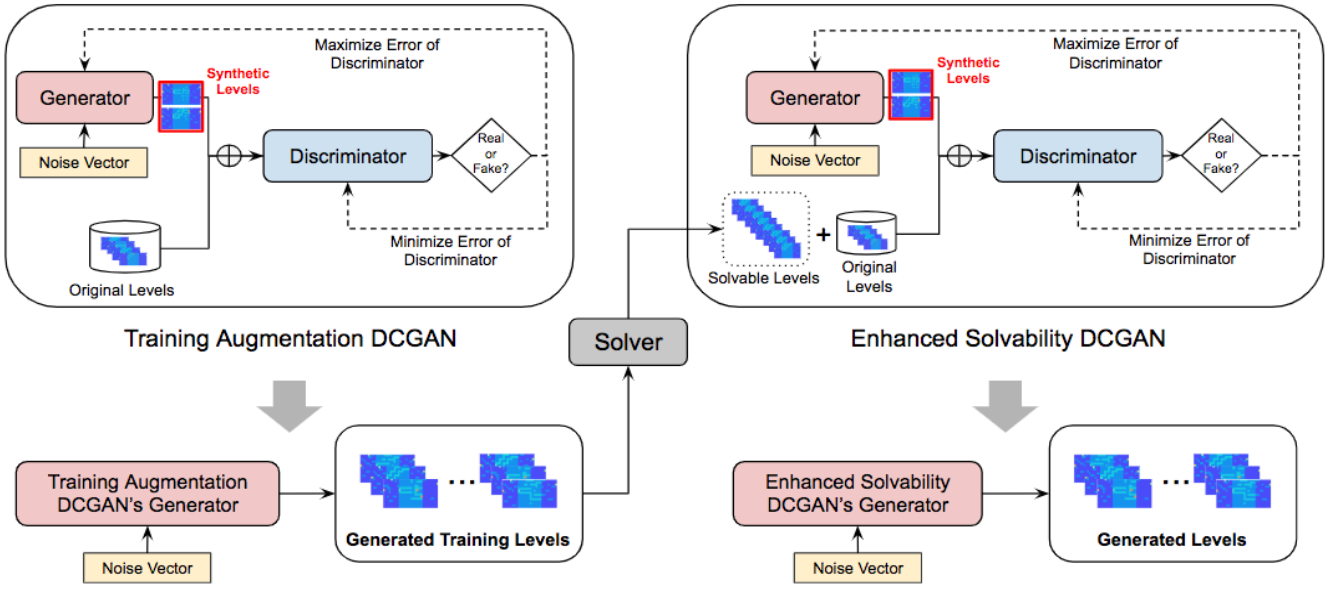 Maximize Error of
Discriminator
Synthetic
Levels
Generator
Noise Vector
Discriminator
Real
or
Fake?
Minimize Error of
Discriminator
Original Levels
Training Augmentation DCGAN
Training Augmentation
DCGAN's Generator
Noise Vector
...
Generated Training Levels
Solver
Maximize Error of
Discriminator
Synthetic
Levels
Generator
Noise Vector
Discriminator
Real
or
Fake?
Minimize Error of
Discriminator
Solvable Levels
+
Original
Levels
Enhanced Solvability DCGAN
Enhanced Solvability
DCGAN's Generator
Noise Vector
...
Generated Levels